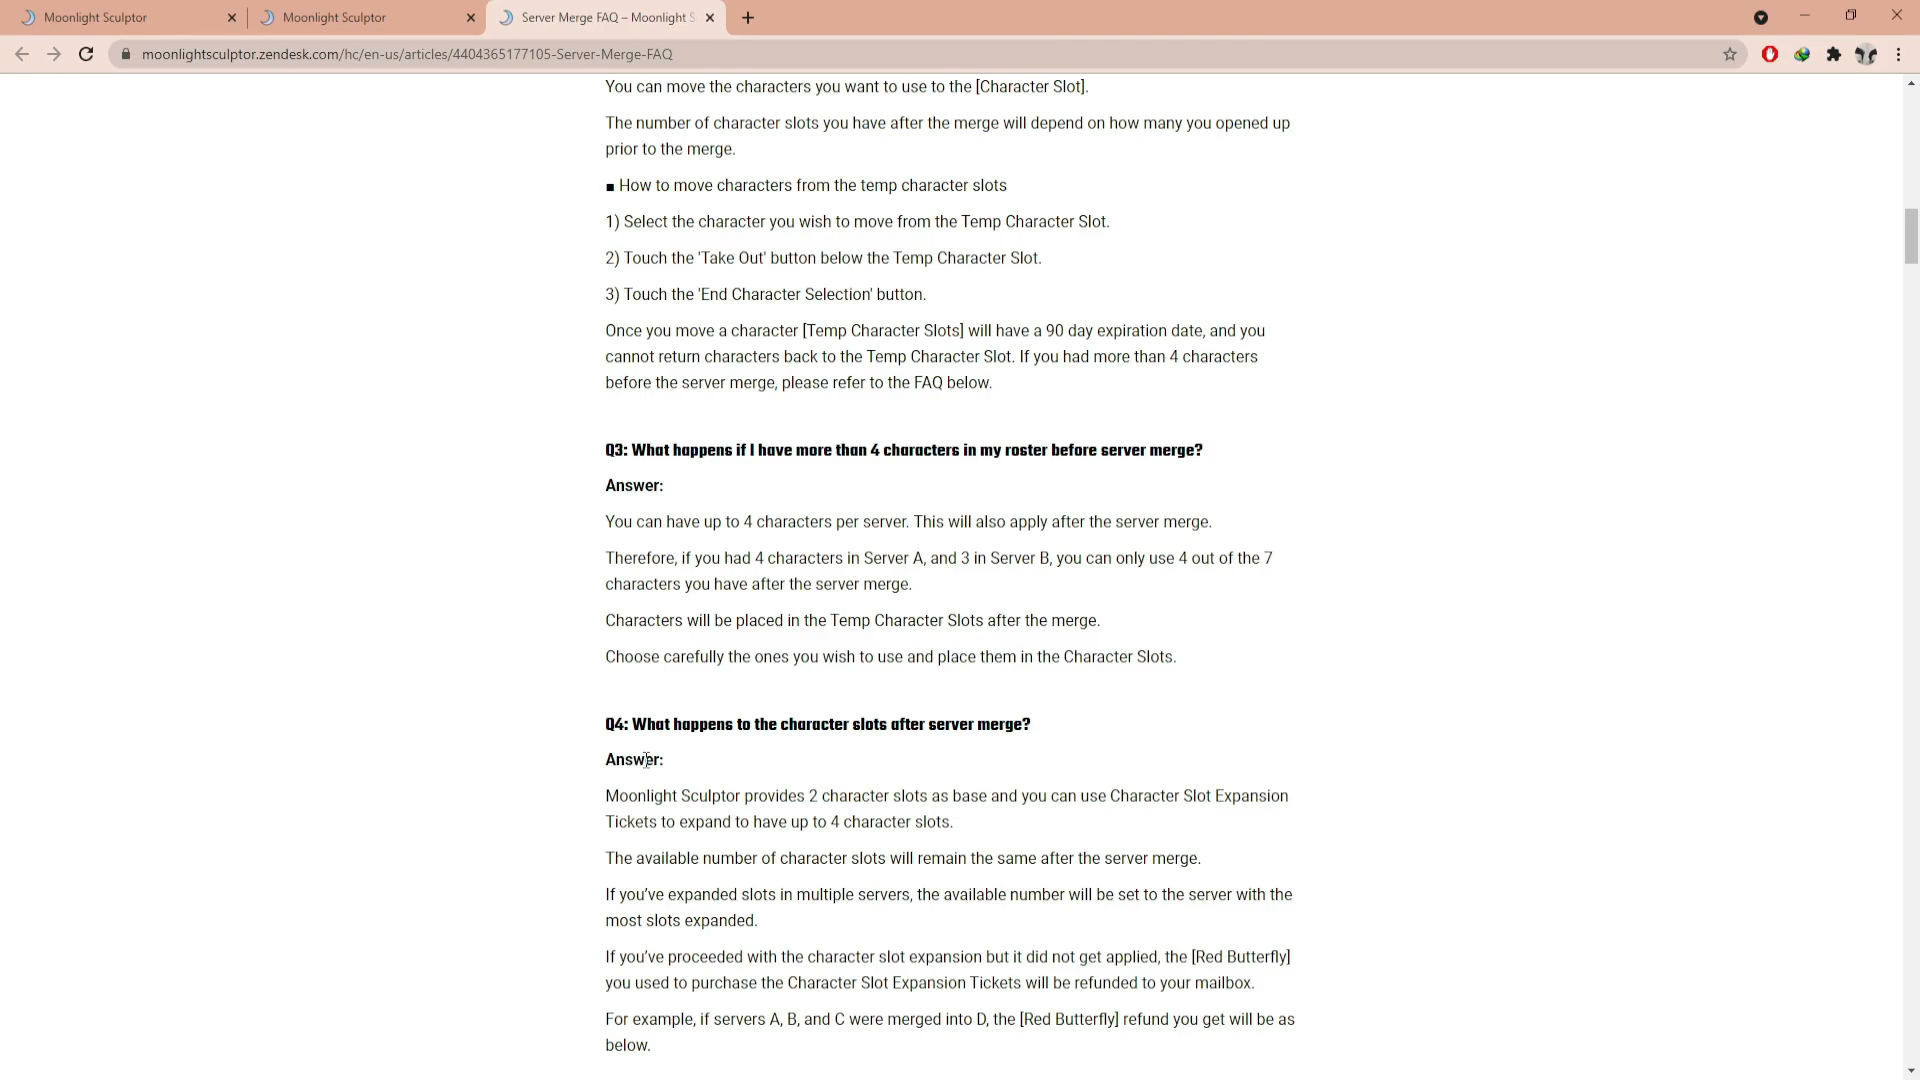 Moonlight Sculptor
Moonlight Sculptor
Server Merge FAQ – Moonlight S
moonlightsculptor.zendesk.com/hc/en-us/articles/4404365177105-Server-Merge-FAQ
You can move the characters you want to use to the [Character Slot].
The number of character slots you have after the merge will depend on how many you opened up
prior to the merge.
■ How to move characters from the temp character slots
1) Select the character you wish to move from the Temp Character Slot.
2) Touch the 'Take Out' button below the Temp Character Slot.
3) Touch the 'End Character Selection' button.
Once you move a character [Temp Character Slots] will have a 90 day expiration date, and you
cannot return characters back to the Temp Character Slot. If you had more than 4 characters
before the server merge, please refer to the FAQ below.
Q3: What happens if I have more than 4 characters in my roster before server merge?
Answer:
You can have up to 4 characters per server. This will also apply after the server merge.
Therefore, if you had 4 characters in Server A, and 3 in Server B, you can only use 4 out of the 7
characters you have after the server merge.
Characters will be placed in the Temp Character Slots after the merge.
Choose carefully the ones you wish to use and place them in the Character Slots.
Q4: What happens to the character slots after server merge?
Answer:
Moonlight Sculptor provides 2 character slots as base and you can use Character Slot Expansion
Tickets to expand to have up to 4 character slots.
The available number of character slots will remain the same after the server merge.
If you've expanded slots in multiple servers, the available number will be set to the server with the
most slots expanded.
If you've proceeded with the character slot expansion but it did not get applied, the [Red Butterfly]
you used to purchase the Character Slot Expansion Tickets will be refunded to your mailbox.
For example, if servers A, B, and C were merged into D, the [Red Butterfly] refund you get will be as
below.